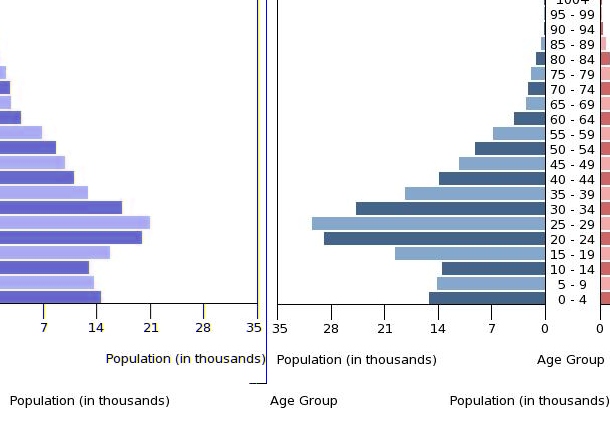 100+
95 - 99
90 - 94
85 - 89
80 - 84
75 - 79
70 - 74
65 - 69
60 - 64
55 - 59
50 - 54
45 - 49
40 - 44
35 - 39
30 - 34
25 - 29
20 - 24
15 - 19
10 - 14
5 - 9
0 - 4
7 14 21 28 35 35 28 21 14 7 0 0
Population (in thousands) Population (in thousands) Age Group
Population (in thousands) Age Group Population (in thousands)